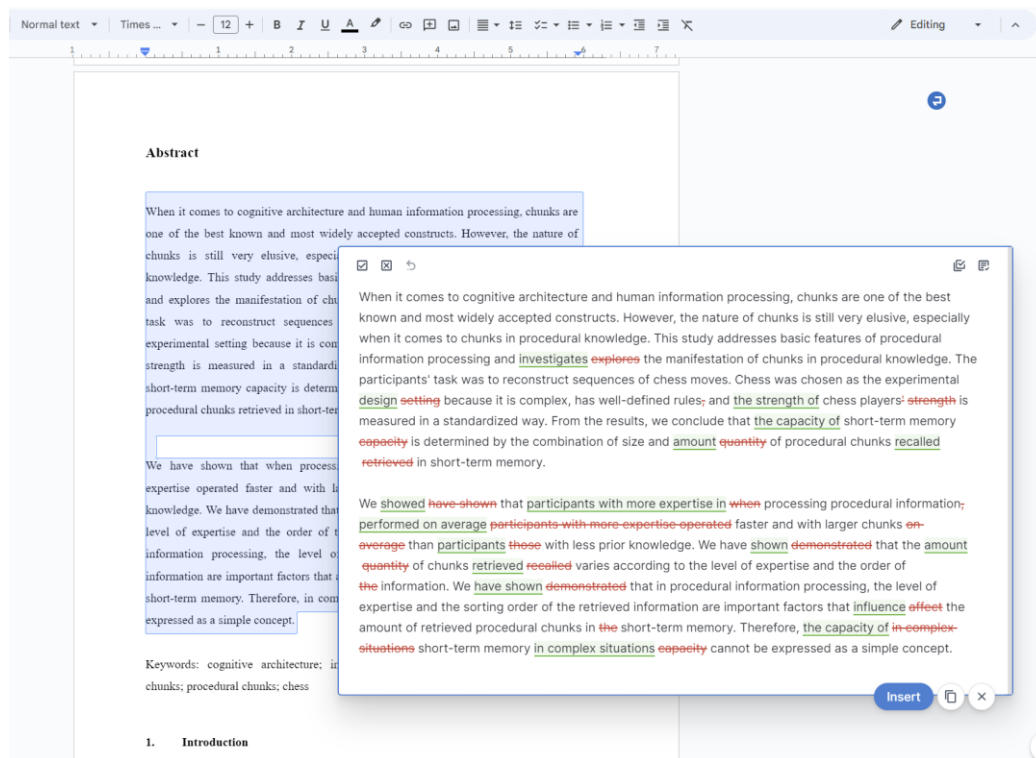 Normal text Times ... − 12 + B I U A Editing
1 1 2 3 4 5 6 7
Abstract
When it comes to cognitive architecture and human information processing, chunks are
one of the best known and most widely accepted constructs. However, the nature of
chunks is still very elusive, especi
knowledge. This study addresses basi
and explores the manifestation of chu
task was to reconstruct sequences
experimental setting because it is com
strength is measured in a standardi
short-term memory capacity is determ
procedural chunks retrieved in short-ter
We have shown that when process
expertise operated faster and with la
knowledge. We have demonstrated that
level of expertise and the order of t
information processing, the level o
information are important factors that a
short-term memory. Therefore, in com
expressed as a simple concept.
Keywords: cognitive architecture; in
chunks; procedural chunks; chess
1. Introduction
When it comes to cognitive architecture and human information processing, chunks are one of the best
known and most widely accepted constructs. However, the nature of chunks is still very elusive, especially
when it comes to chunks in procedural knowledge. This study addresses basic features of procedural
information processing and investigates explores the manifestation of chunks in procedural knowledge. The
participants' task was to reconstruct sequences of chess moves. Chess was chosen as the experimental
design setting because it is complex, has well-defined rules, and the strength of chess players' strength is
measured in a standardized way. From the results, we conclude that the capacity of short-term memory
capacity is determined by the combination of size and amount quantity of procedural chunks recalled
retrieved in short-term memory.
We showed have shown that participants with more expertise in when processing procedural information,
performed on average participants with more expertise operated faster and with larger chunks on
average than participants those with less prior knowledge. We have shown demonstrated that the amount
quantity of chunks retrieved recalled varies according to the level of expertise and the order of
the information. We have shown demonstrated that in procedural information processing, the level of
expertise and the sorting order of the retrieved information are important factors that influence affect the
amount of retrieved procedural chunks in the short-term memory. Therefore, the capacity of in complex
situations short-term memory in complex situations capacity cannot be expressed as a simple concept.
Insert